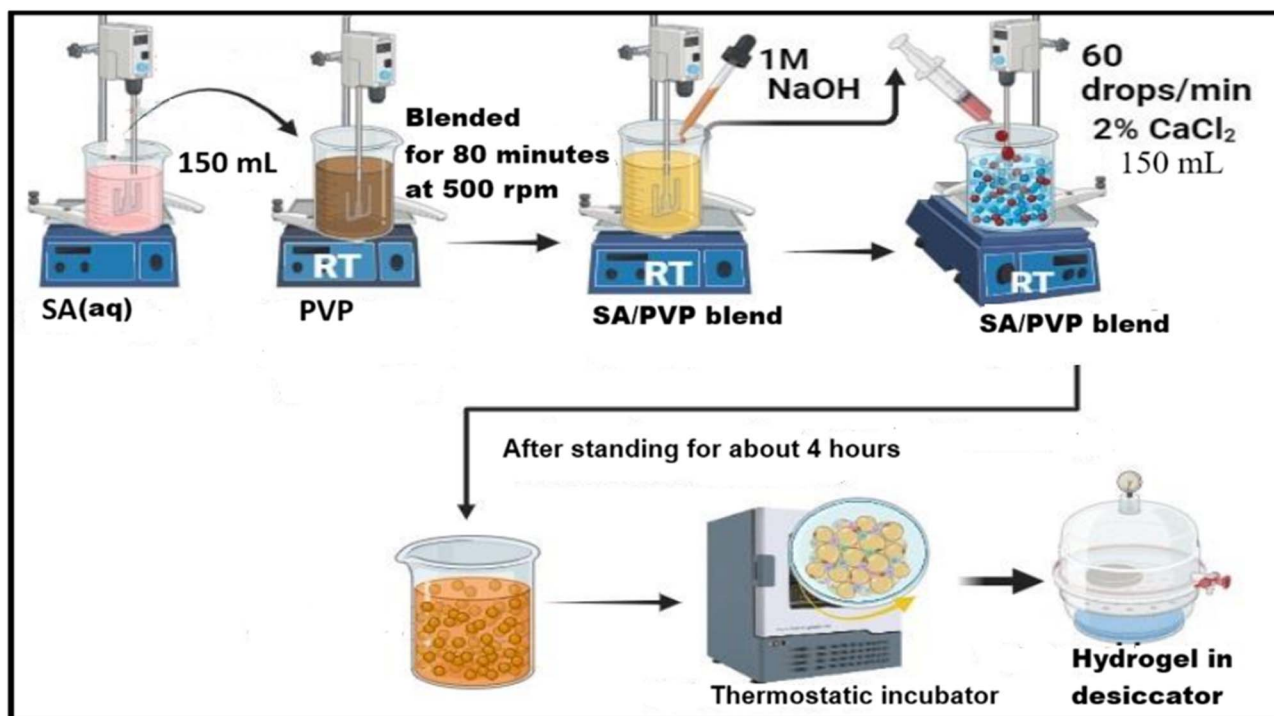 150 mL
SA(aq)
RT
PVP
Blended
for 80 minutes
at 500 rpm
1M
NaOH
RT
SA/PVP blend
60
drops/min
2% CaCl₂
150 mL
RT
SA/PVP blend
After standing for about 4 hours
Thermostatic incubator
Hydrogel in
desiccator